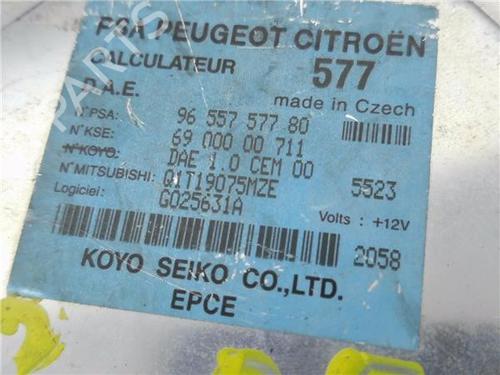 PSA PEUGEOT CITROËN
CALCULATEUR 577
D.A.E. made in Czech
N°PSA: 96 557 577 80
N°KSE: 69 000 00 711
N°KOYO: DAE 1.0 CEM 00
N°MITSUBISHI: Q1T19075MZE 5523
Logiciel: G025631A Volts : +12V
2058
KOYO SEIKO CO.,LTD.
EPCE